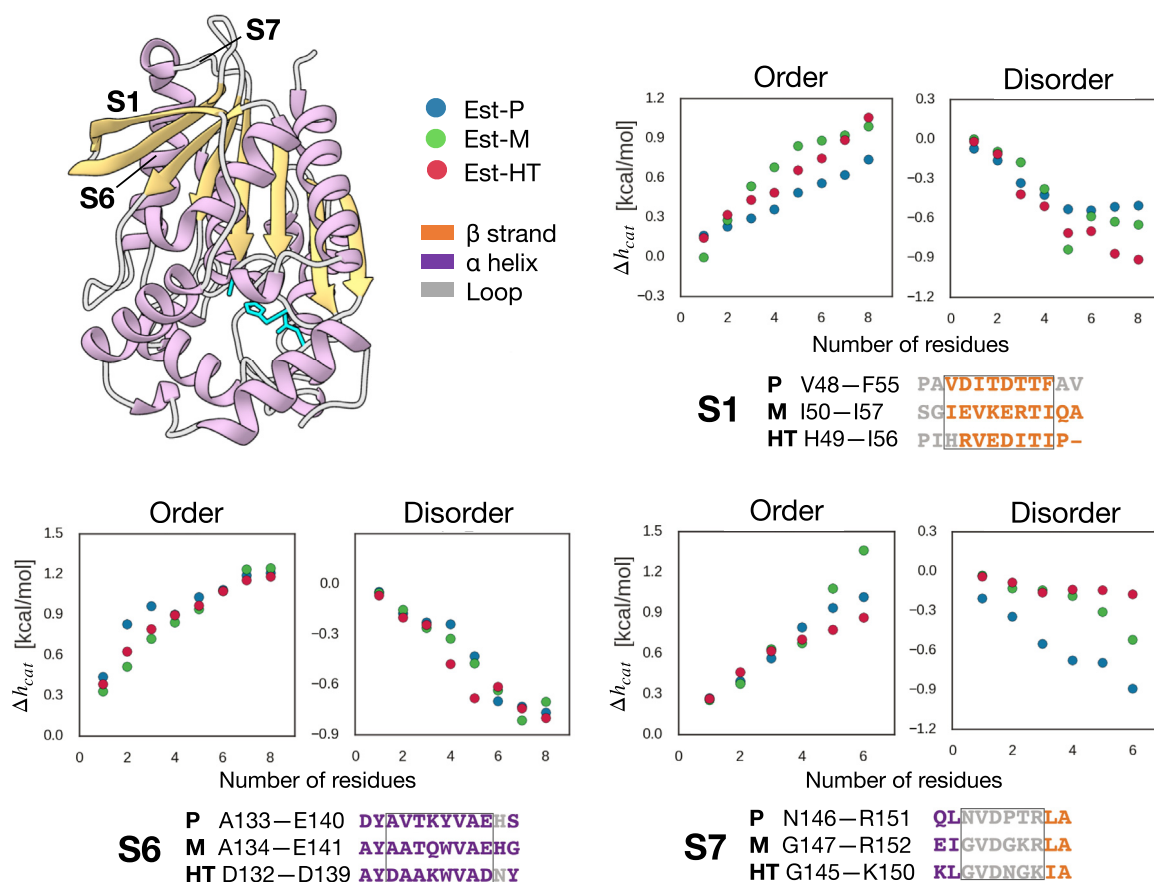 S7
S1
S6
Est-P
Est-M
Est-HT
β strand
α helix
Loop
Order
Disorder
Δh_cat [kcal/mol]
1.2
0.9
0.6
0.3
0.0
−0.3
0 2 4 6 8
0.3
0.0
−0.3
−0.6
−0.9
−1.2
0 2 4 6 8
Number of residues
S1
P V48—F55 PAVDITDTTFAV
M I50—I57 SGIEVKERTIQA
HT H49—I56 PIHRVEDITIP-
Order
Disorder
Δh_cat [kcal/mol]
1.5
1.2
0.9
0.6
0.3
0.0
0 2 4 6 8
0.0
−0.3
−0.6
−0.9
0 2 4 6 8
Number of residues
S6
P A133—E140 DYAVTKYVAEHS
M A134—E141 AYAATQWVAEHG
HT D132—D139 AYDAAKWVADNY
Order
Disorder
Δh_cat [kcal/mol]
1.5
1.2
0.9
0.6
0.3
0.0
0 2 4 6
0.3
0.0
−0.3
−0.6
−0.9
−1.2
0 2 4 6
Number of residues
S7
P N146—R151 QLNVDPTRLA
M G147—R152 EIGVDGKRLA
HT G145—K150 KLGVDNGKIA